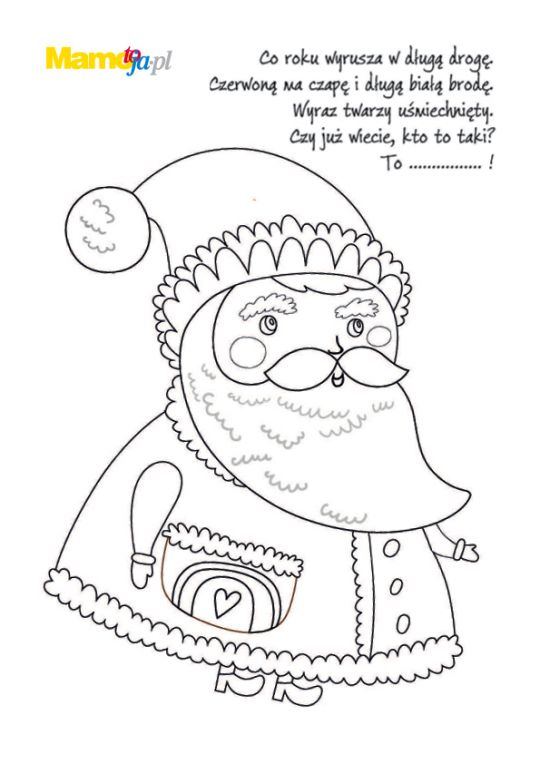 Mamotoja.pl
Co roku wyrusza w długą drogę.
Czerwoną ma czapę i długą białą brodę.
Wyraz twarzy uśmiechnięty.
Czy już wiecie, kto to taki?
To ................ !